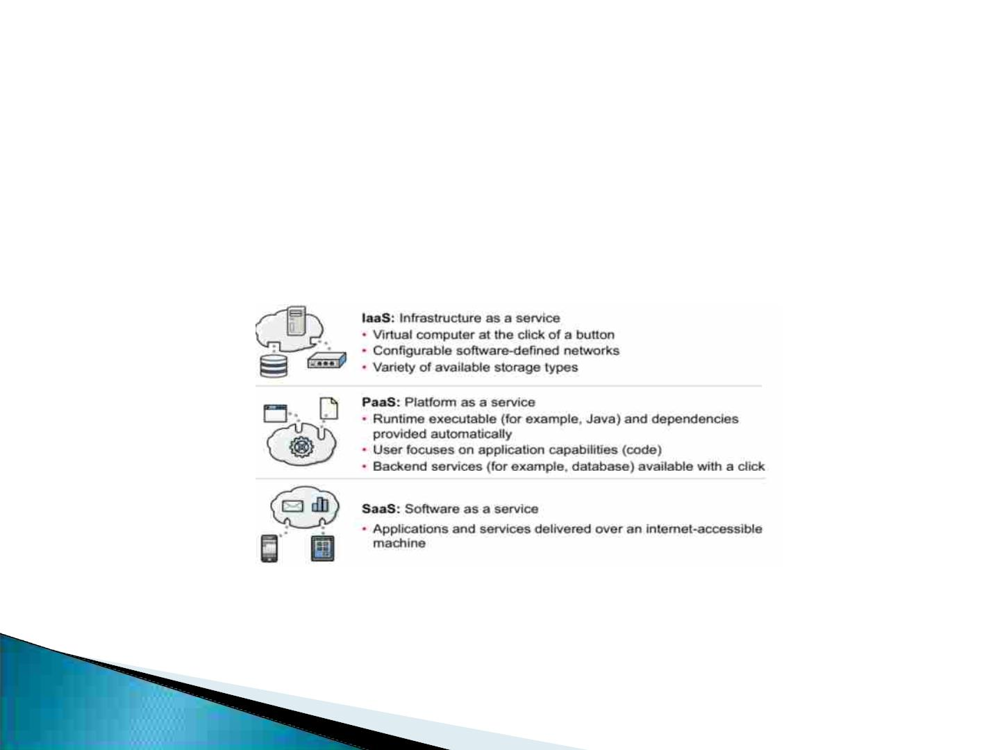 IaaS: Infrastructure as a service
• Virtual computer at the click of a button
• Configurable software-defined networks
• Variety of available storage types
PaaS: Platform as a service
• Runtime executable (for example, Java) and dependencies
provided automatically
• User focuses on application capabilities (code)
• Backend services (for example, database) available with a click
SaaS: Software as a service
• Applications and services delivered over an internet-accessible
machine